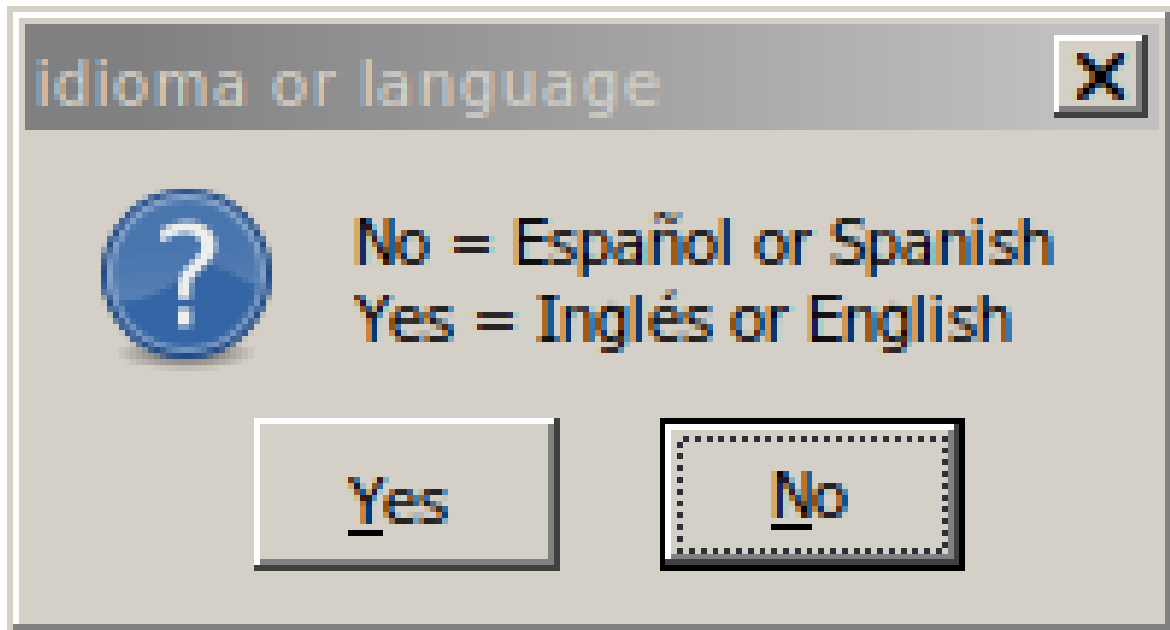 idioma or language
No = Español or Spanish
Yes = Inglés or English
Yes
No